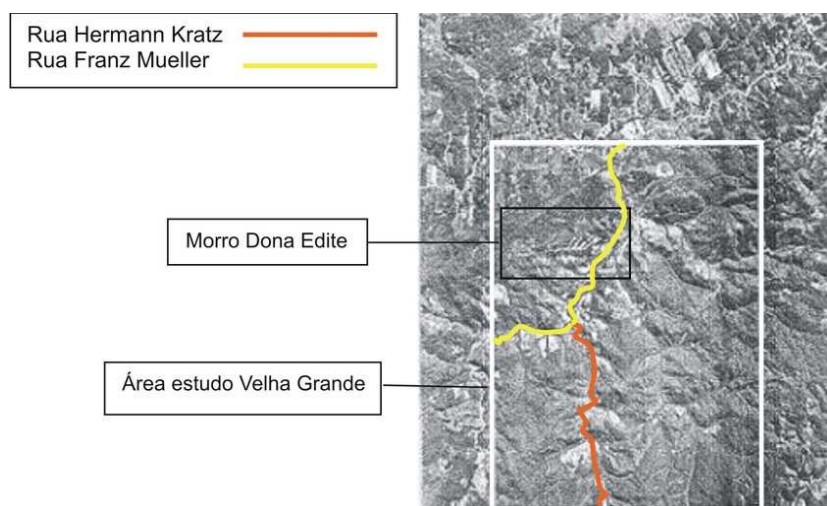 Rua Hermann Kratz
Rua Franz Mueller
Morro Dona Edite
Área estudo Velha Grande